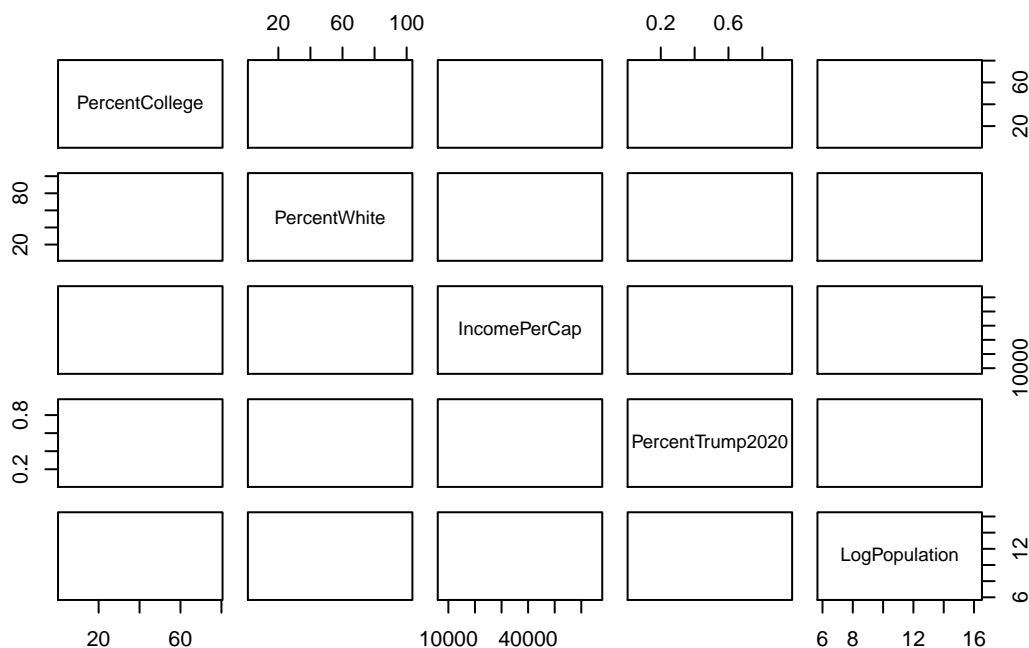 20 60 100 0.2 0.6
PercentCollege 20 60
20 80 PercentWhite
IncomePerCap 10000
0.2 0.8 PercentTrump2020
LogPopulation 6 12
20 60 10000 40000 6 8 12 16